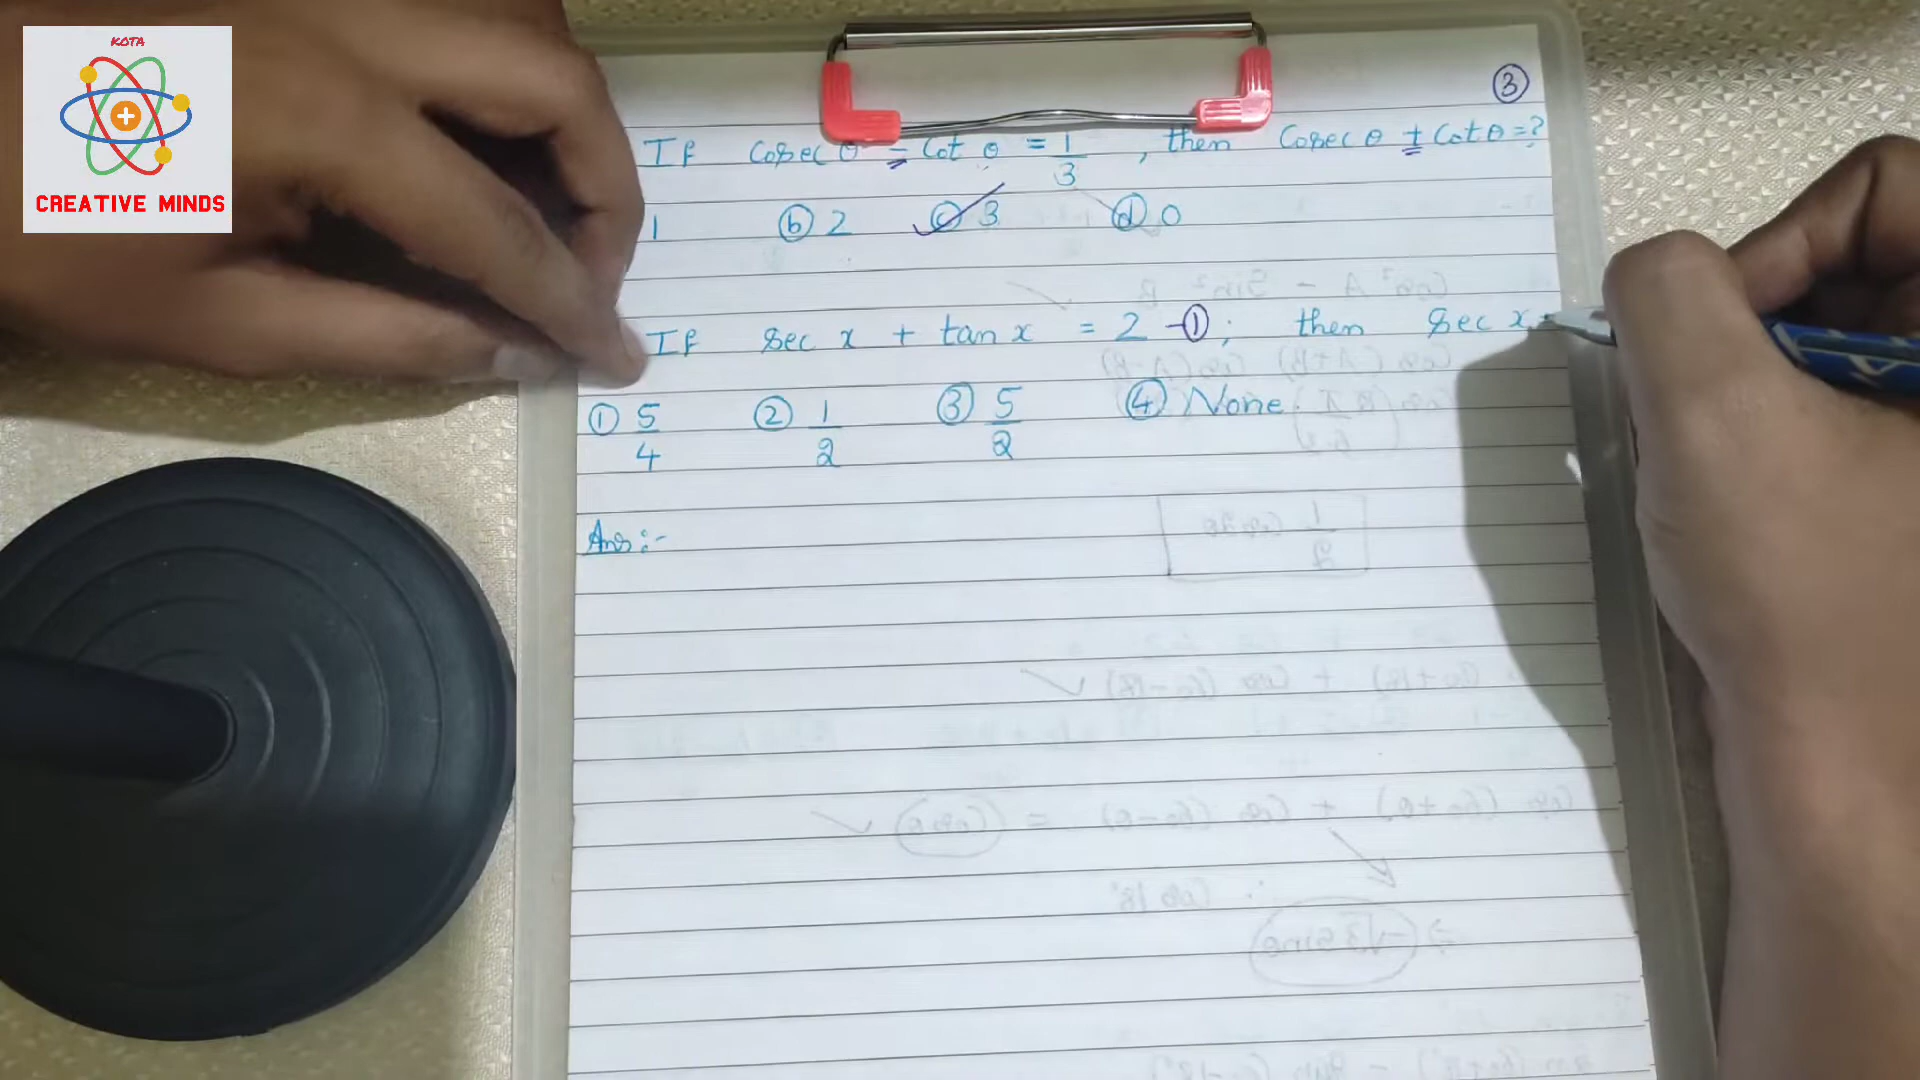 KOTA
CREATIVE MINDS
③
If Cosec θ - Cot θ = 1/3 , then Cosec θ + Cot θ = ?
1 ⓑ 2 ⓒ 3 ⓓ 0
If sec x + tan x = 2 -① ; then sec x =
① 5/4 ② 1/2 ③ 5/2 ④ None.
Ans :-